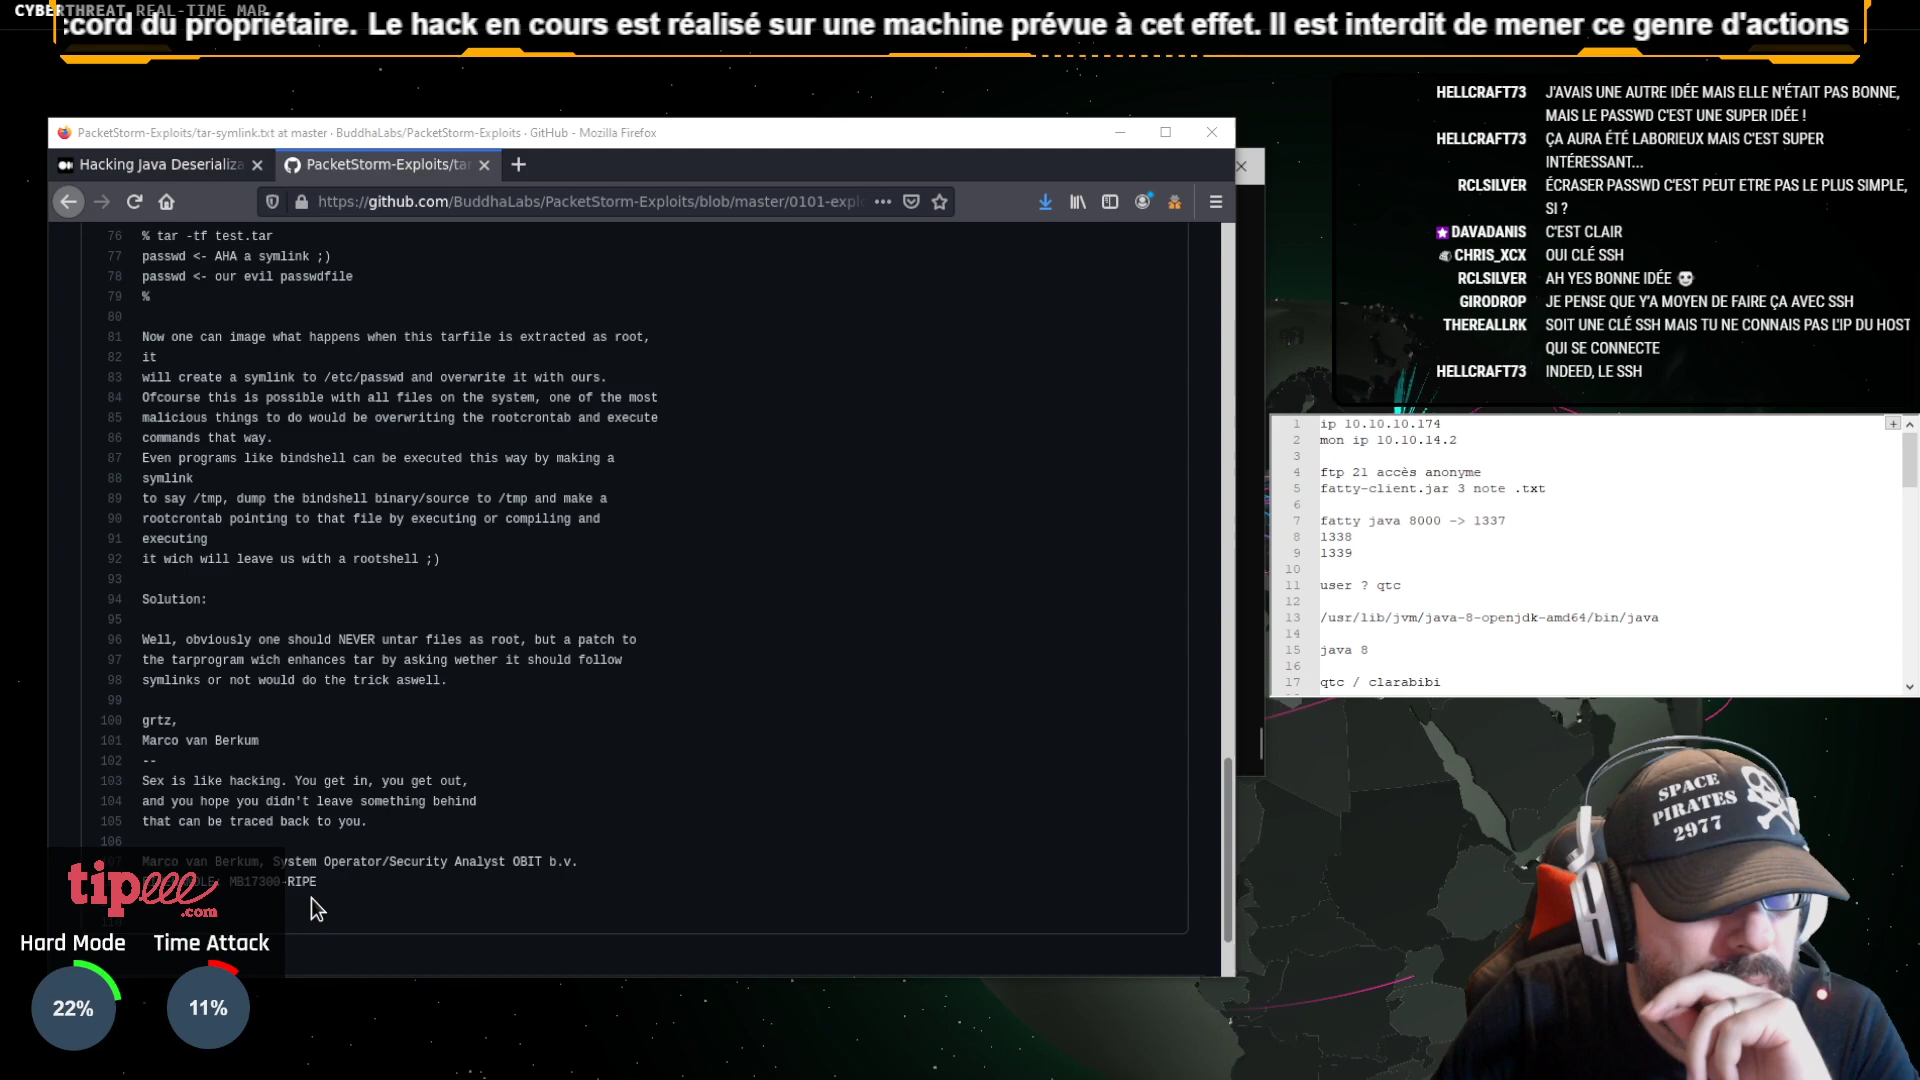 CYBERTHREAT REAL-TIME MAP
cord du propriétaire. Le hack en cours est réalisé sur une machine prévue à cet effet. Il est interdit de mener ce genre d'actions
PacketStorm-Exploits/tar-symlink.txt at master · BuddhaLabs/PacketStorm-Exploits · GitHub - Mozilla Firefox
Hacking Java Deserializa
PacketStorm-Exploits/tar
https://github.com/BuddhaLabs/PacketStorm-Exploits/blob/master/0101-expl
76 % tar -tf test.tar
77 passwd <- AHA a symlink ;)
78 passwd <- our evil passwdfile
79 %
80
81 Now one can image what happens when this tarfile is extracted as root,
82 it
83 will create a symlink to /etc/passwd and overwrite it with ours.
84 Ofcourse this is possible with all files on the system, one of the most
85 malicious things to do would be overwriting the rootcrontab and execute
86 commands that way.
87 Even programs like bindshell can be executed this way by making a
88 symlink
89 to say /tmp, dump the bindshell binary/source to /tmp and make a
90 rootcrontab pointing to that file by executing or compiling and
91 executing
92 it wich will leave us with a rootshell ;)
93
94 Solution:
95
96 Well, obviously one should NEVER untar files as root, but a patch to
97 the tarprogram wich enhances tar by asking wether it should follow
98 symlinks or not would do the trick aswell.
99
100 grtz,
101 Marco van Berkum
102 --
103 Sex is like hacking. You get in, you get out,
104 and you hope you didn't leave something behind
105 that can be traced back to you.
106
107 Marco van Berkum, System Operator/Security Analyst OBIT b.v.
MB17300-RIPE
tipeee
.com
Hard Mode Time Attack
22% 11%
HELLCRAFT73 J'AVAIS UNE AUTRE IDÉE MAIS ELLE N'ÉTAIT PAS BONNE,
MAIS LE PASSWD C'EST UNE SUPER IDÉE !
HELLCRAFT73 ÇA AURA ÉTÉ LABORIEUX MAIS C'EST SUPER
INTÉRESSANT...
RCLSILVER ÉCRASER PASSWD C'EST PEUT ETRE PAS LE PLUS SIMPLE,
SI ?
DAVADANIS C'EST CLAIR
CHRIS_XCX OUI CLÉ SSH
RCLSILVER AH YES BONNE IDÉE
GIRODROP JE PENSE QUE Y'A MOYEN DE FAIRE ÇA AVEC SSH
THEREALLRK SOIT UNE CLÉ SSH MAIS TU NE CONNAIS PAS L'IP DU HOST
QUI SE CONNECTE
HELLCRAFT73 INDEED, LE SSH
1 ip 10.10.10.174
2 mon ip 10.10.14.2
3
4 ftp 21 accès anonyme
5 fatty-client.jar 3 note .txt
6
7 fatty java 8000 -> 1337
8 1338
9 1339
10
11 user ? qtc
12
13 /usr/lib/jvm/java-8-openjdk-amd64/bin/java
14
15 java 8
16
17 qtc / clarabibi
SPACE
PIRATES
2977